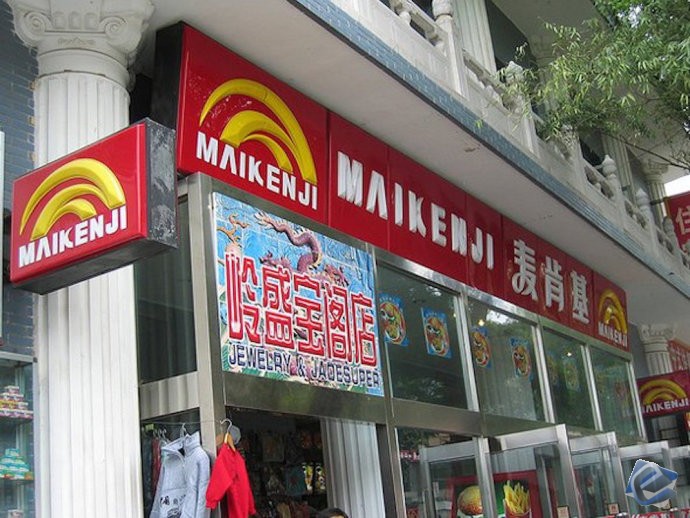 MAIKENJI
MAIKENJI
MAIKENJI 麦肯基
MAIKENJI
岭盛宝阁店
JEWELRY & JADESUPER
MAIKENJI